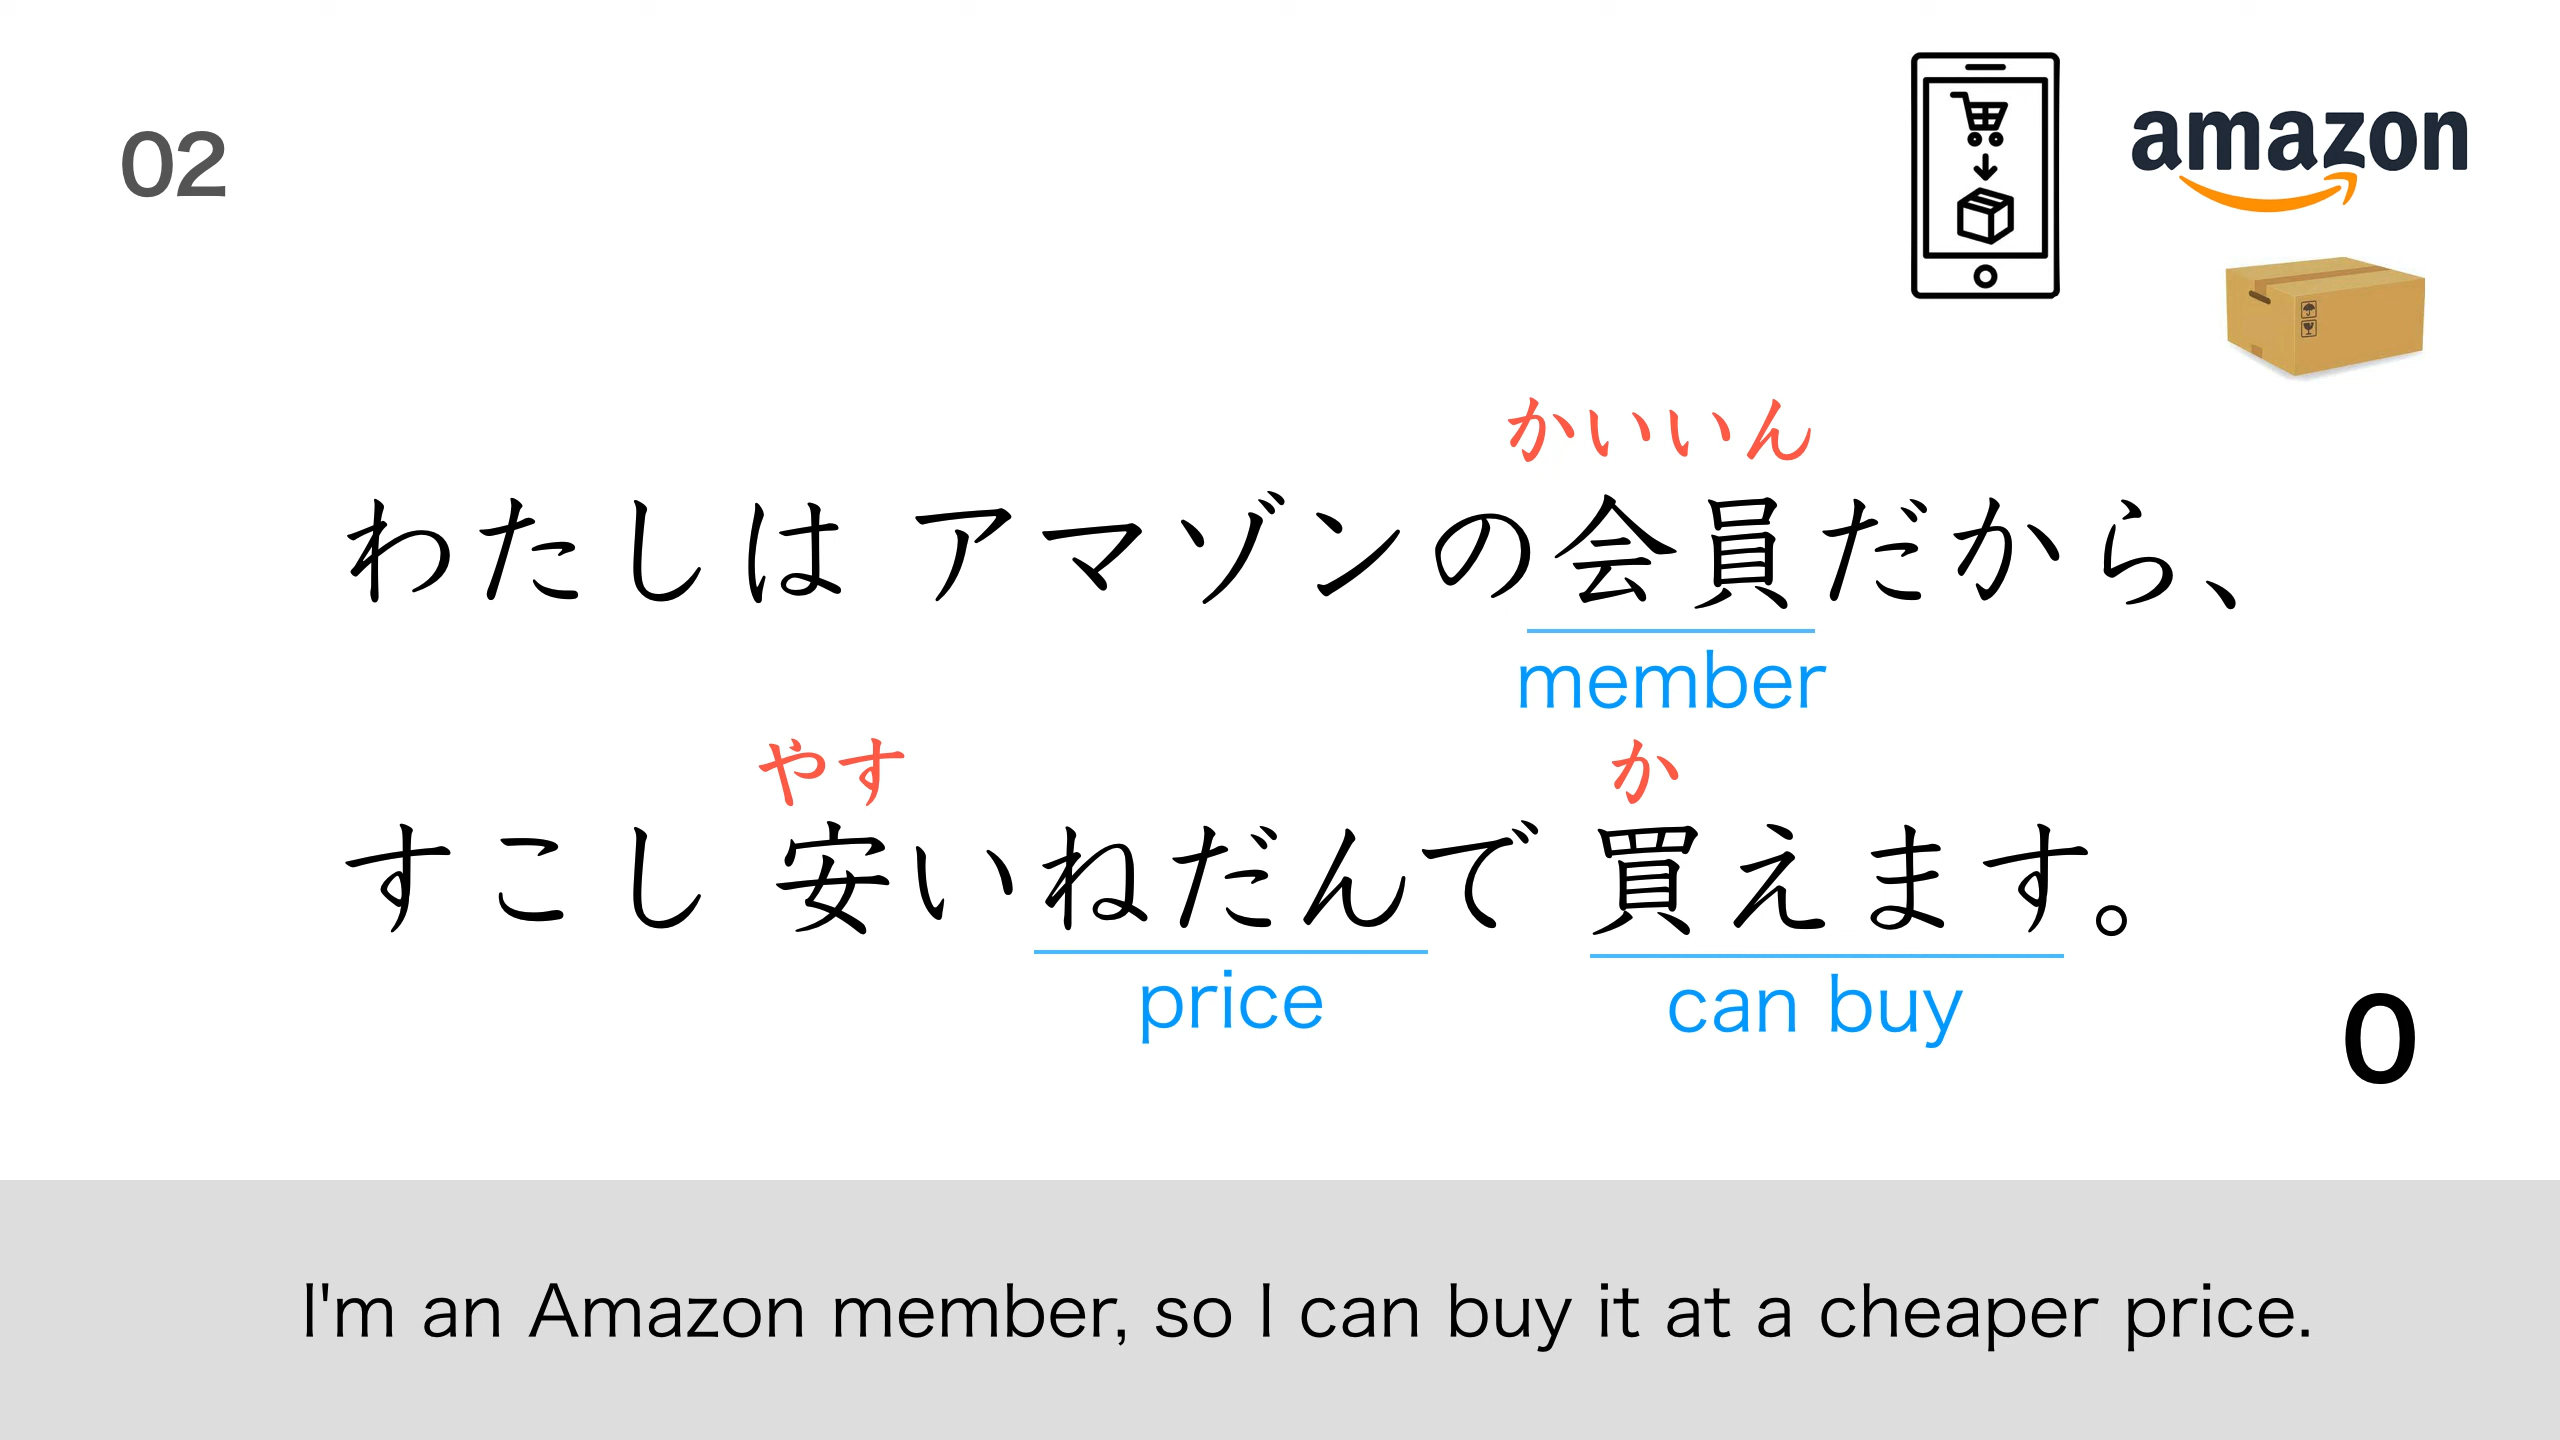 02
amazon
かいいん
わたしは アマゾンの会員だから、
member
やす か
すこし 安いねだんで 買えます。
price can buy
0
I'm an Amazon member, so I can buy it at a cheaper price.